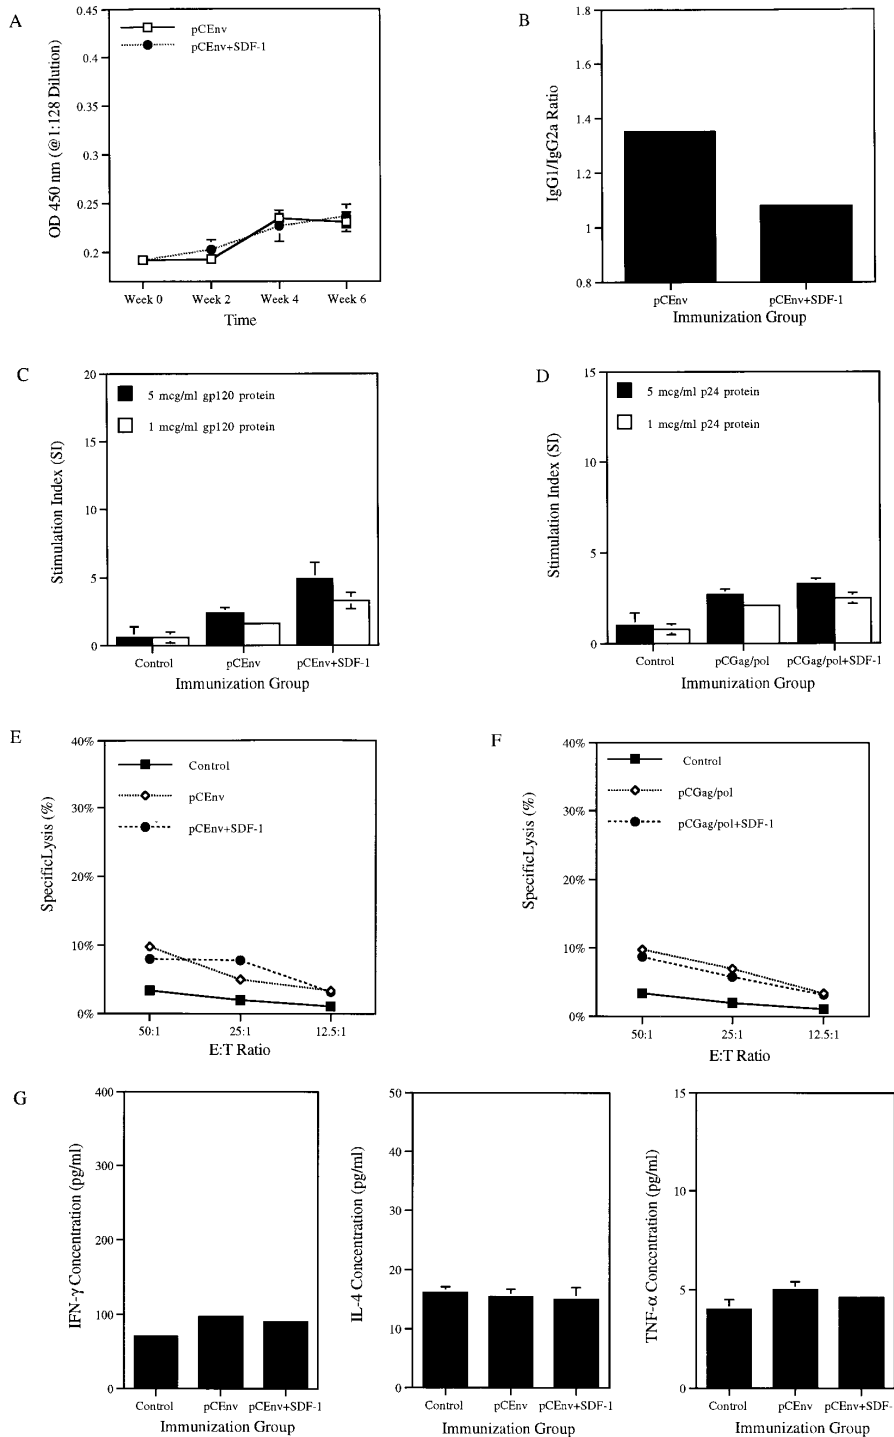 A
pCEnv
pCEnv+SDF-1
OD 450 nm (@1:128 Dilution)
0.45
0.4
0.35
0.3
0.25
0.2
Week 0 Week 2 Week 4 Week 6
Time
B
IgG1/IgG2a Ratio
1.8
1.6
1.4
1.2
1
0.8
pCEnv pCEnv+SDF-1
Immunization Group
C
5 mcg/ml gp120 protein
1 mcg/ml gp120 protein
Stimulation Index (SI)
20
15
10
5
0
Control pCEnv pCEnv+SDF-1
Immunization Group
D
5 mcg/ml p24 protein
1 mcg/ml p24 protein
Stimulation Index (SI)
15
10
5
0
Control pCGag/pol pCGag/pol+SDF-1
Immunization Group
E
Control
pCEnv
pCEnv+SDF-1
SpecificLysis (%)
40%
30%
20%
10%
0%
50:1 25:1 12.5:1
E:T Ratio
F
Control
pCGag/pol
pCGag/pol+SDF-1
SpecificLysis (%)
40%
30%
20%
10%
0%
50:1 25:1 12.5:1
E:T Ratio
G
IFN-γ Concentration (pg/ml)
400
300
200
100
0
Control pCEnv pCEnv+SDF-1
Immunization Group
IL-4 Concentration (pg/ml)
50
40
30
20
10
0
Control pCEnv pCEnv+SDF-1
Immunization Group
TNF-α Concentration (pg/ml)
15
10
5
0
Control pCEnv pCEnv+SDF-
Immunization Group